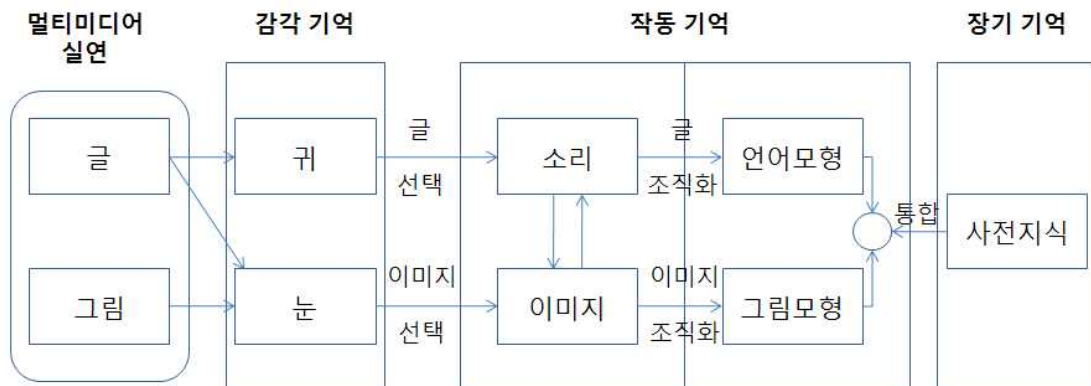 멀티미디어
실연
감각 기억
작동 기억
장기 기억
글
귀
글
선택
소리
글
조직화
언어모형
통합
사전지식
그림
눈
이미지
선택
이미지
이미지
조직화
그림모형